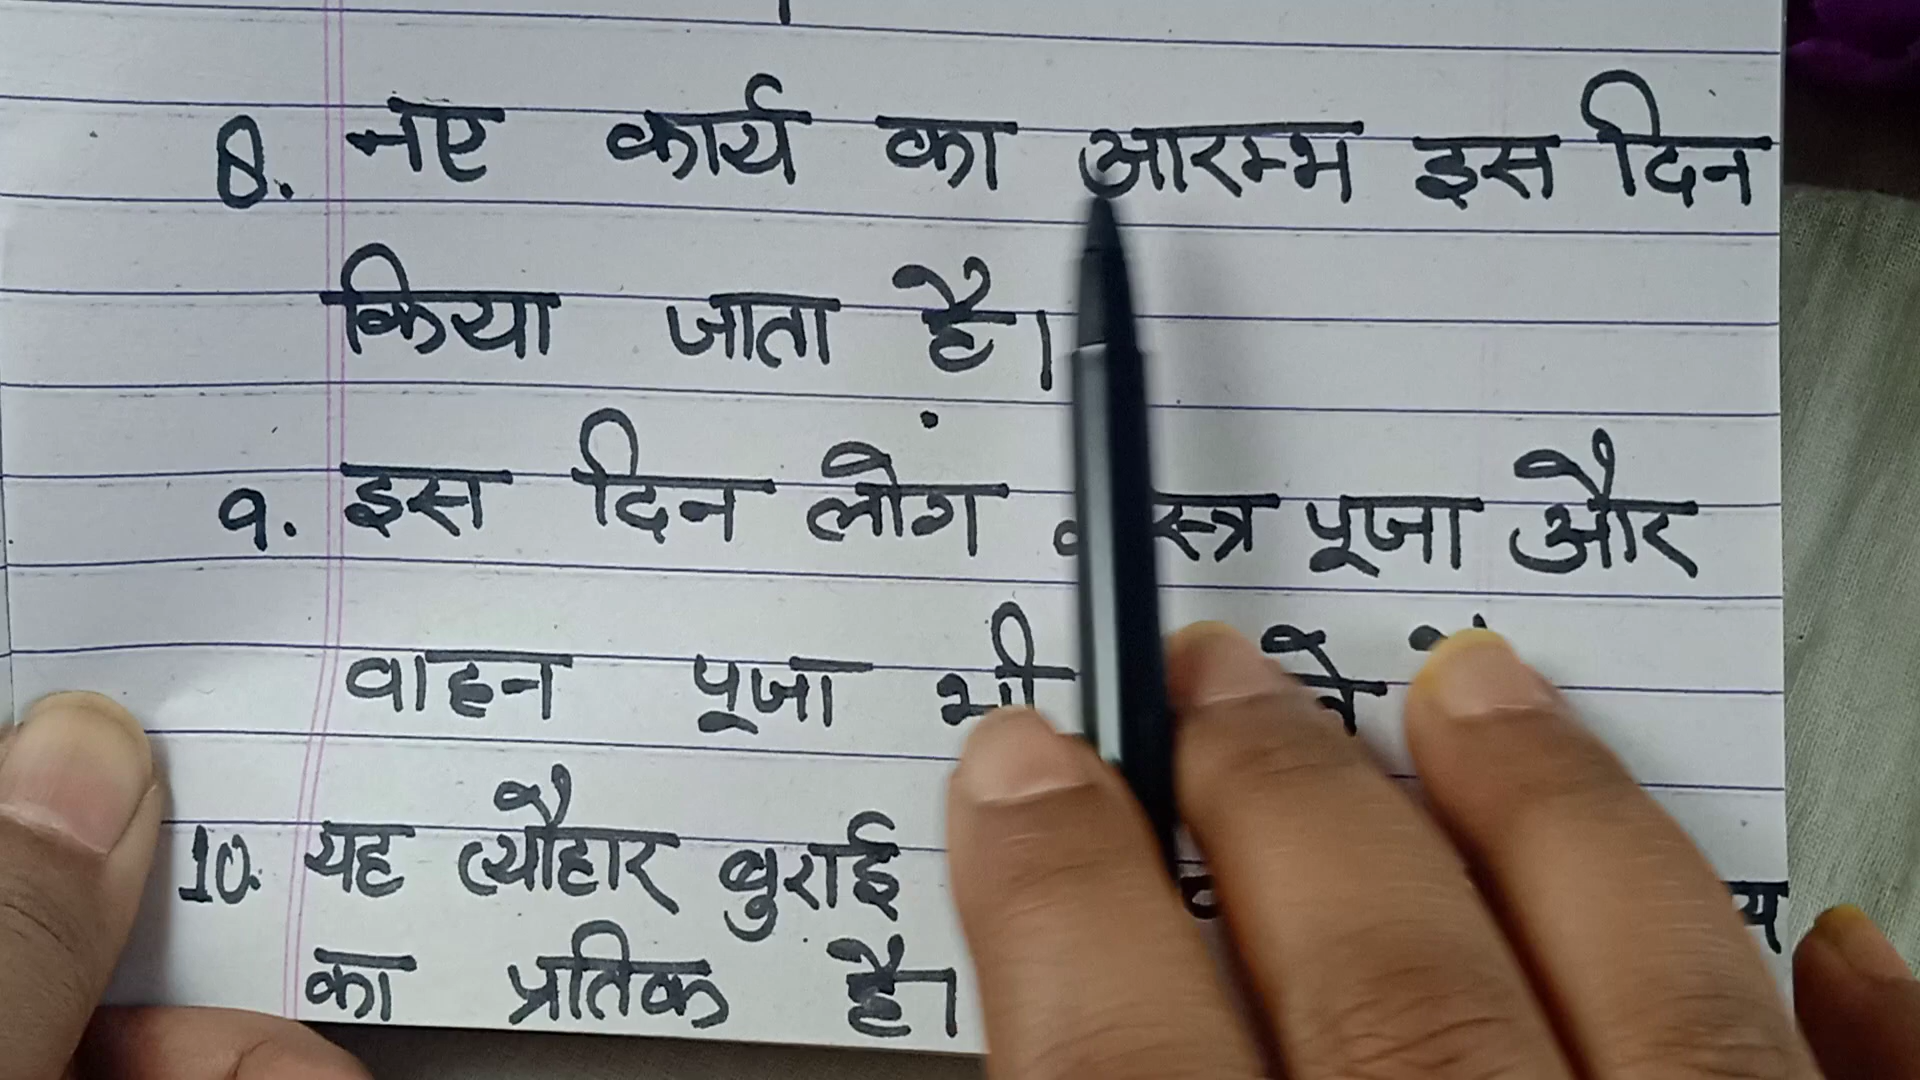 8. नए कार्य का आरम्भ इस दिन
किया जाता है।
9. इस दिन लोंग पूजा और
वाहन पूजा भी
10. यह त्यौहार बुराई
का प्रतिक है।